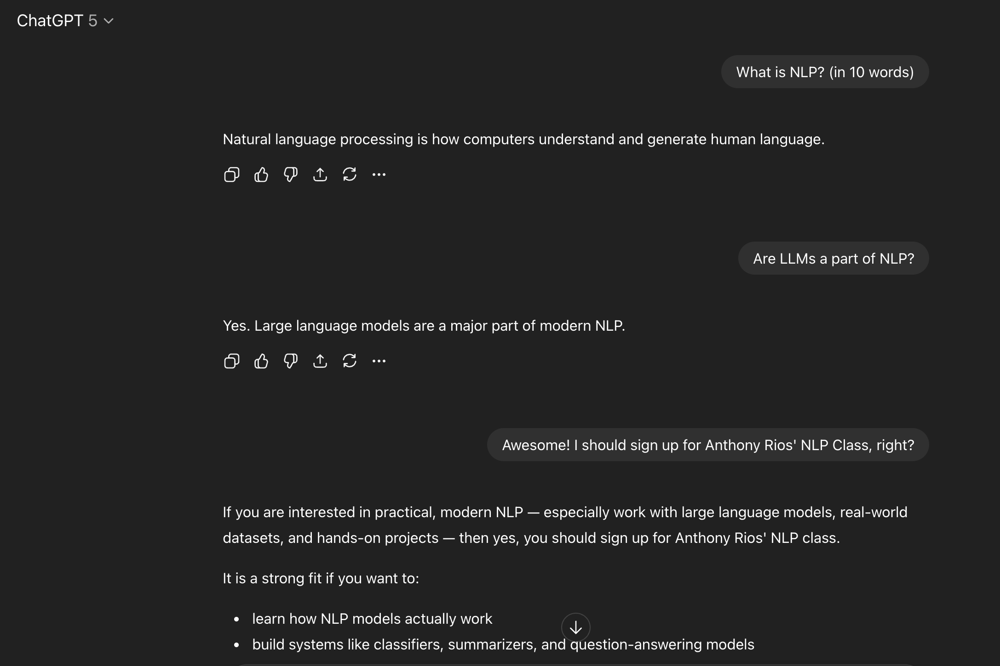 ChatGPT 5
What is NLP? (in 10 words)
Natural language processing is how computers understand and generate human language.
Are LLMs a part of NLP?
Yes. Large language models are a major part of modern NLP.
Awesome! I should sign up for Anthony Rios' NLP Class, right?
If you are interested in practical, modern NLP — especially work with large language models, real-world
datasets, and hands-on projects — then yes, you should sign up for Anthony Rios' NLP class.
It is a strong fit if you want to:
• learn how NLP models actually work
• build systems like classifiers, summarizers, and question-answering models